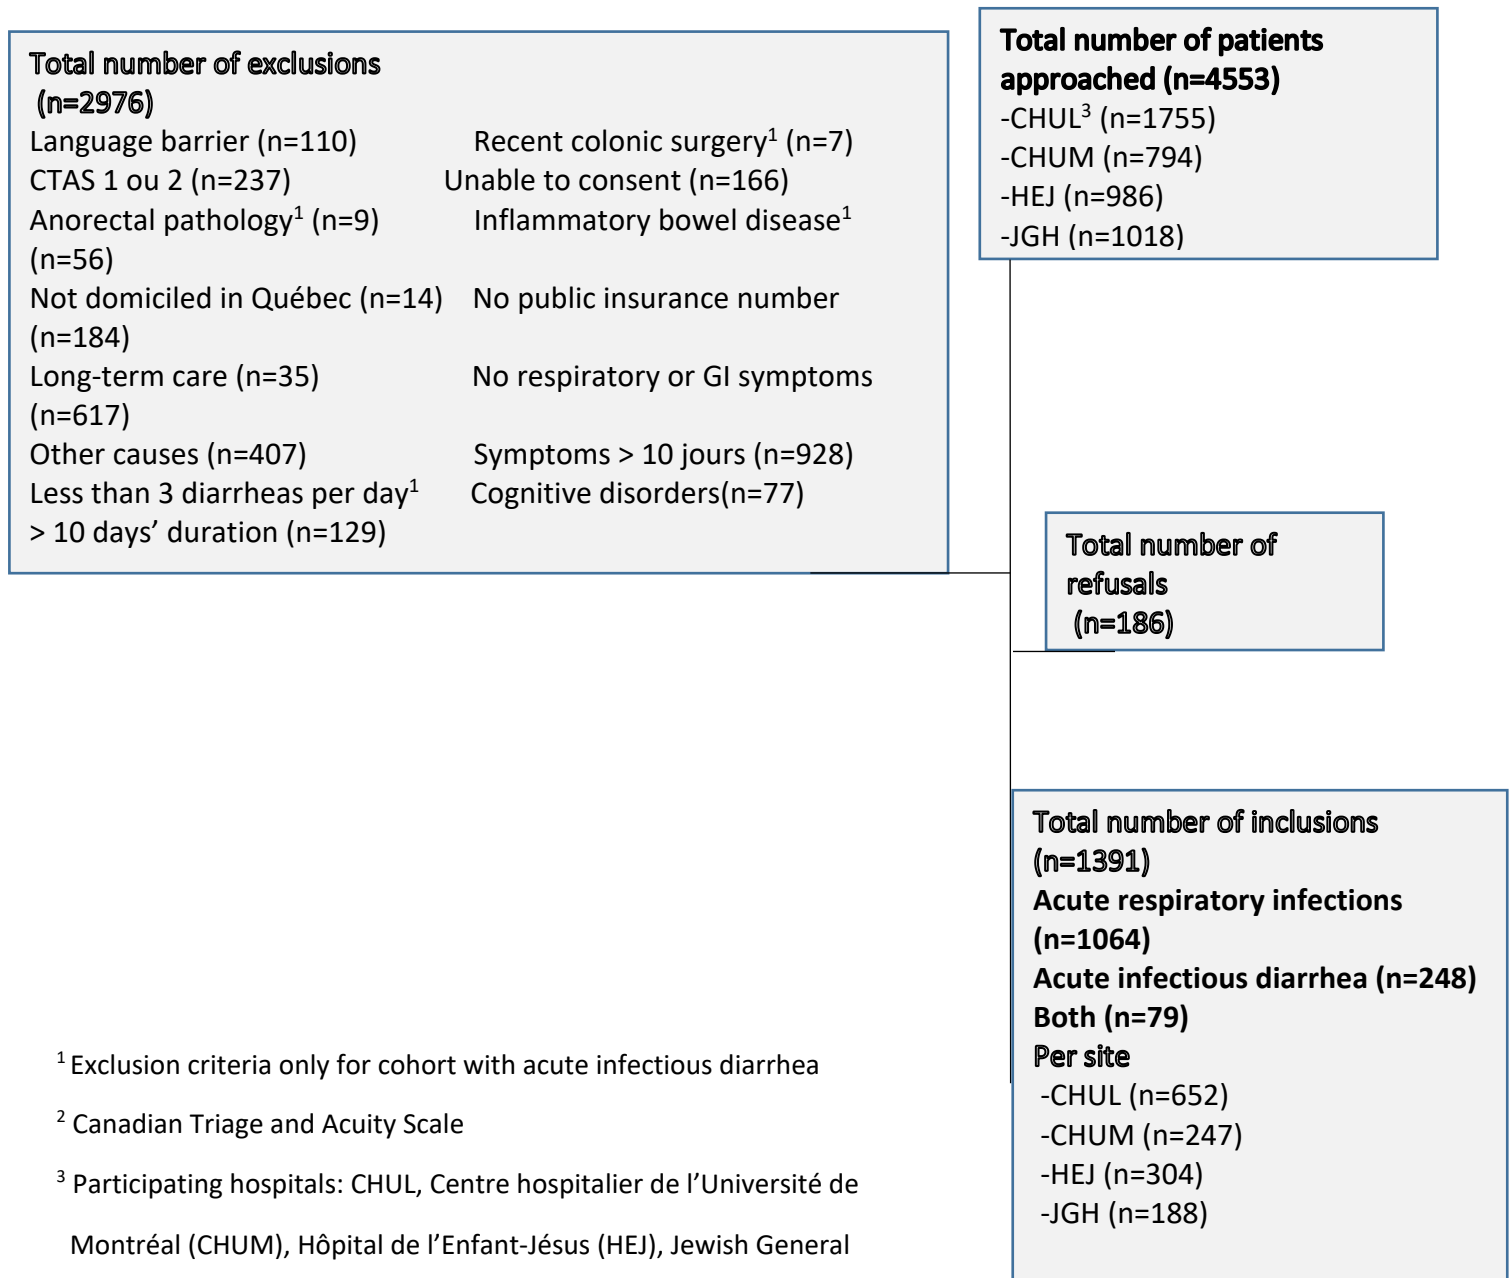 Total number of exclusions
(n=2976)
Language barrier (n=110) Recent colonic surgery¹ (n=7)
CTAS 1 ou 2 (n=237) Unable to consent (n=166)
Anorectal pathology¹ (n=9) Inflammatory bowel disease¹
(n=56)
Not domiciled in Québec (n=14) No public insurance number
(n=184)
Long-term care (n=35) No respiratory or GI symptoms
(n=617)
Other causes (n=407) Symptoms > 10 jours (n=928)
Less than 3 diarrheas per day¹ Cognitive disorders(n=77)
> 10 days’ duration (n=129)
Total number of patients
approached (n=4553)
-CHUL³ (n=1755)
-CHUM (n=794)
-HEJ (n=986)
-JGH (n=1018)
Total number of
refusals
(n=186)
Total number of inclusions
(n=1391)
Acute respiratory infections
(n=1064)
Acute infectious diarrhea (n=248)
Both (n=79)
Per site
-CHUL (n=652)
-CHUM (n=247)
-HEJ (n=304)
-JGH (n=188)
¹ Exclusion criteria only for cohort with acute infectious diarrhea
² Canadian Triage and Acuity Scale
³ Participating hospitals: CHUL, Centre hospitalier de l’Université de
Montréal (CHUM), Hôpital de l’Enfant-Jésus (HEJ), Jewish General